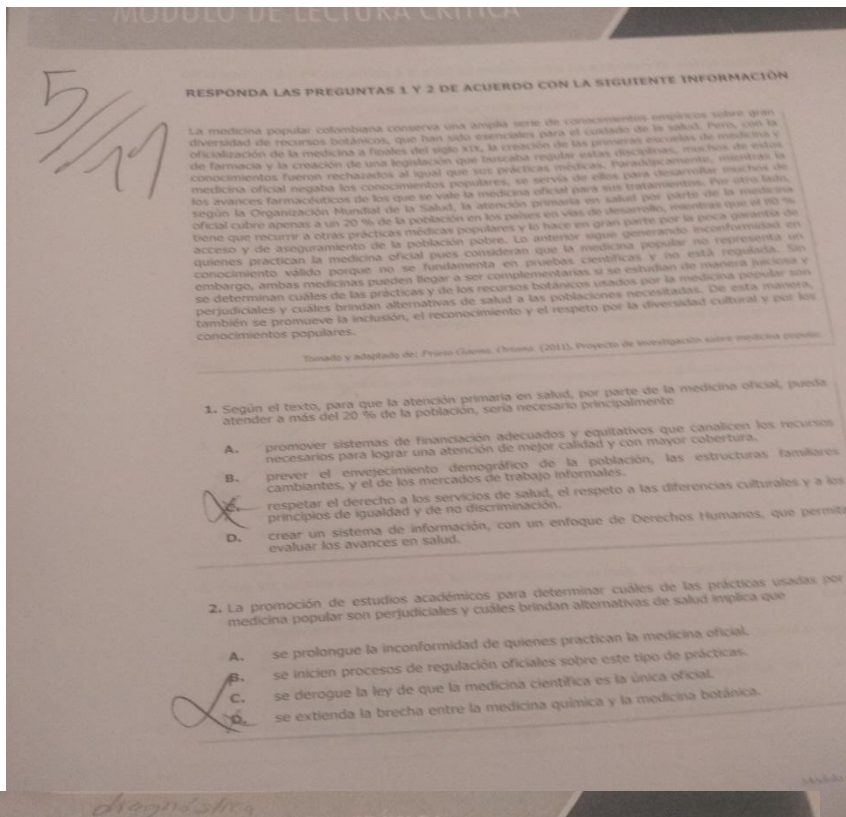 MÓDULO DE LECTURA CRÍTICA
5/11
RESPONDA LAS PREGUNTAS 1 Y 2 DE ACUERDO CON LA SIGUIENTE INFORMACIÓN
La medicina popular colombiana conserva una amplia serie de conocimientos empíricos sobre gran
diversidad de recursos botánicos, que han sido esenciales para el cuidado de la salud. Pero, con la
oficialización de la medicina a finales del siglo XIX, la creación de las primeras escuelas de medicina y
de farmacia y la creación de una legislación que buscaba regular estas disciplinas, muchos de estos
conocimientos fueron rechazados al igual que sus prácticas médicas. Paradójicamente, mientras la
medicina oficial negaba los conocimientos populares, se servía de ellos para desarrollar muchos de
los avances farmacéuticos de los que se vale la medicina oficial para sus tratamientos. Por otro lado,
según la Organización Mundial de la Salud, la atención primaria en salud por parte de la medicina
oficial cubre apenas a un 20 % de la población en los países en vías de desarrollo, mientras que el 80 %
tiene que recurrir a otras prácticas médicas populares y lo hace en gran parte por la poca garantía de
acceso y de aseguramiento de la población pobre. Lo anterior sigue generando inconformidad en
quienes practican la medicina oficial pues consideran que la medicina popular no representa un
conocimiento válido porque no se fundamenta en pruebas científicas y no está regulada. Sin
embargo, ambas medicinas pueden llegar a ser complementarias si se estudian de manera juiciosa y
se determinan cuáles de las prácticas y de los recursos botánicos usados por la medicina popular son
perjudiciales y cuáles brindan alternativas de salud a las poblaciones necesitadas. De esta manera,
también se promueve la inclusión, el reconocimiento y el respeto por la diversidad cultural y por los
conocimientos populares.
Tomado y adaptado de: Prieto Gaona, (2011). Proyecto de investigación sobre medicina popular.
1. Según el texto, para que la atención primaria en salud, por parte de la medicina oficial, pueda
atender a más del 20 % de la población, sería necesario principalmente
A. promover sistemas de financiación adecuados y equitativos que canalicen los recursos
necesarios para lograr una atención de mejor calidad y con mayor cobertura.
B. prever el envejecimiento demográfico de la población, las estructuras familiares
cambiantes, y el de los mercados de trabajo informales.
C. respetar el derecho a los servicios de salud, el respeto a las diferencias culturales y a los
principios de igualdad y de no discriminación.
D. crear un sistema de información, con un enfoque de Derechos Humanos, que permita
evaluar los avances en salud.
2. La promoción de estudios académicos para determinar cuáles de las prácticas usadas por
medicina popular son perjudiciales y cuáles brindan alternativas de salud implica que
A. se prolongue la inconformidad de quienes practican la medicina oficial.
B. se inicien procesos de regulación oficiales sobre este tipo de prácticas.
C. se derogue la ley de que la medicina científica es la única oficial.
D. se extienda la brecha entre la medicina química y la medicina botánica.
diagnóstica